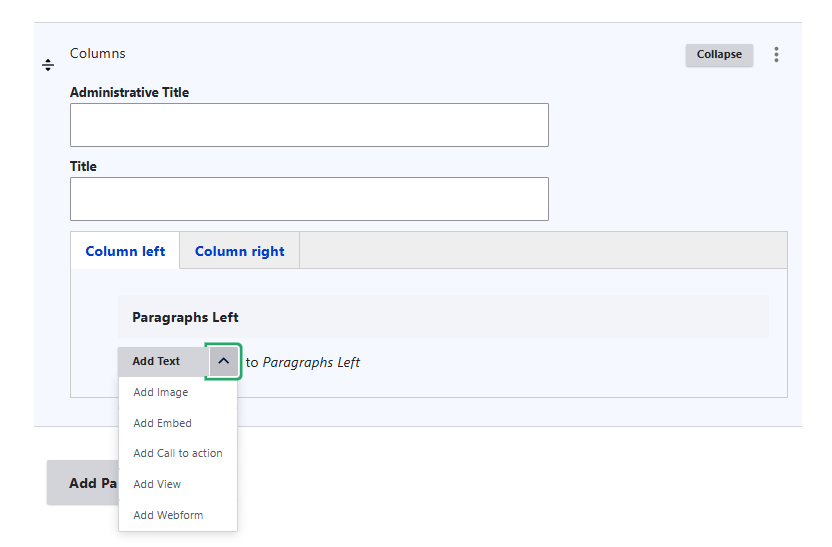 Columns
Collapse
Administrative Title
Title
Column left
Column right
Paragraphs Left
Add Text
to Paragraphs Left
Add Image
Add Embed
Add Call to action
Add View
Add Pa
Add Webform